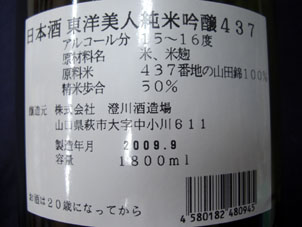 日本酒 東洋美人純米吟醸437
アルコール分 15～16度
原材料名 米、米麹
原料米 437番地の山田錦100%
精米歩合 50%
醸造元 株式会社 澄川酒造場
山口県萩市大字中小川611
製造年月 2009.9
容量 1800ml
お酒は20歳になってから
4 580182 480945